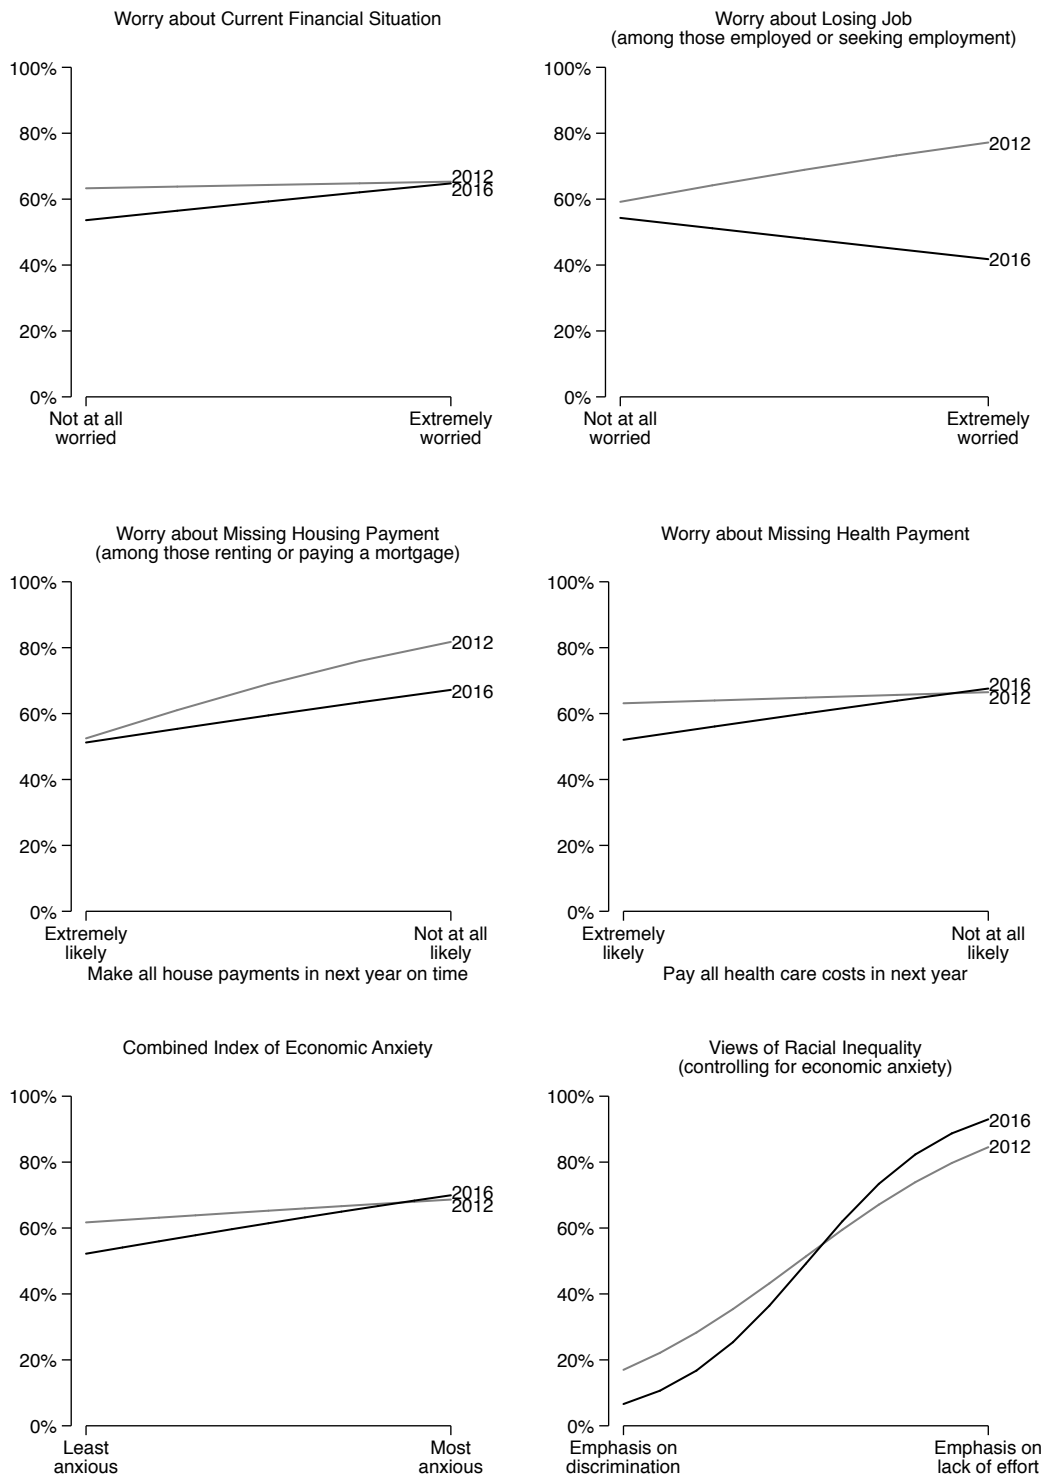 Worry about Current Financial Situation
100%
80%
60%
40%
20%
0%
2012
2016
Not at all
worried
Extremely
worried
Worry about Losing Job
(among those employed or seeking employment)
100%
80%
60%
40%
20%
0%
2012
2016
Not at all
worried
Extremely
worried
Worry about Missing Housing Payment
(among those renting or paying a mortgage)
100%
80%
60%
40%
20%
0%
2012
2016
Extremely
likely
Not at all
likely
Make all house payments in next year on time
Worry about Missing Health Payment
100%
80%
60%
40%
20%
0%
2016
2012
Extremely
likely
Not at all
likely
Pay all health care costs in next year
Combined Index of Economic Anxiety
100%
80%
60%
40%
20%
0%
2016
2012
Least
anxious
Most
anxious
Views of Racial Inequality
(controlling for economic anxiety)
100%
80%
60%
40%
20%
0%
2016
2012
Emphasis on
discrimination
Emphasis on
lack of effort